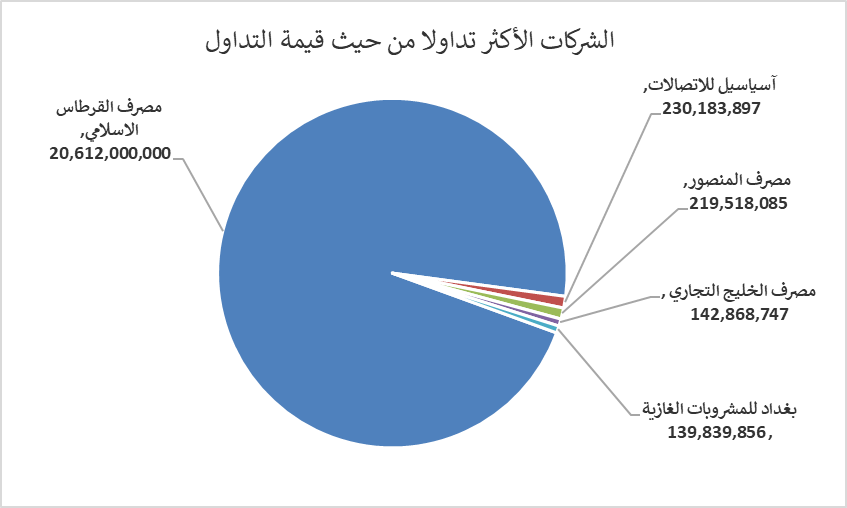 الشركات الأكثر تداولا من حيث قيمة التداول
آسياسيل للاتصالات,
230,183,897
مصرف المنصور,
219,518,085
مصرف الخليج التجاري ,
142,868,747
بغداد للمشروبات الغازية
139,839,856 ,
مصرف القرطاس
الاسلامي,
20,612,000,000